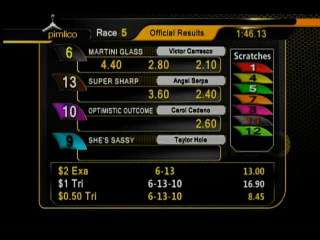 pimlico Race 5 Official Results 1:46.13
6 MARTINI GLASS Victor Carrasco
4.40 2.80 2.10
13 SUPER SHARP Angel Serpa
3.60 2.40
10 OPTIMISTIC OUTCOME Carol Cedeno
2.60
9 SHE'S SASSY Taylor Hole
Scratches
1
4
5
7
8
11
12
$2 Exa 6-13 13.00
$1 Tri 6-13-10 16.90
$0.50 Tri 6-13-10 8.45